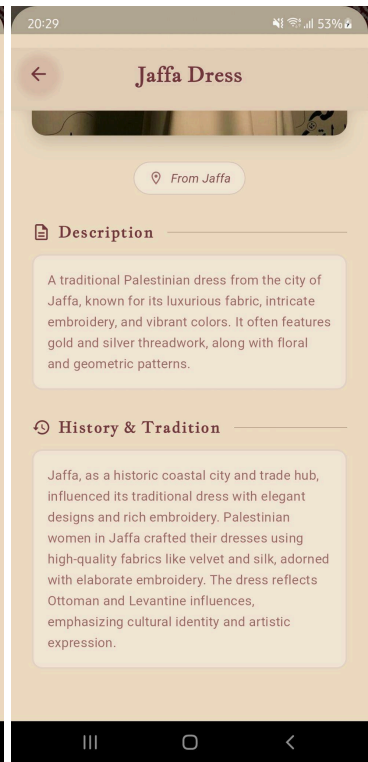 20:29
53%
Jaffa Dress
From Jaffa
Description
A traditional Palestinian dress from the city of
Jaffa, known for its luxurious fabric, intricate
embroidery, and vibrant colors. It often features
gold and silver threadwork, along with floral
and geometric patterns.
History & Tradition
Jaffa, as a historic coastal city and trade hub,
influenced its traditional dress with elegant
designs and rich embroidery. Palestinian
women in Jaffa crafted their dresses using
high-quality fabrics like velvet and silk, adorned
with elaborate embroidery. The dress reflects
Ottoman and Levantine influences,
emphasizing cultural identity and artistic
expression.